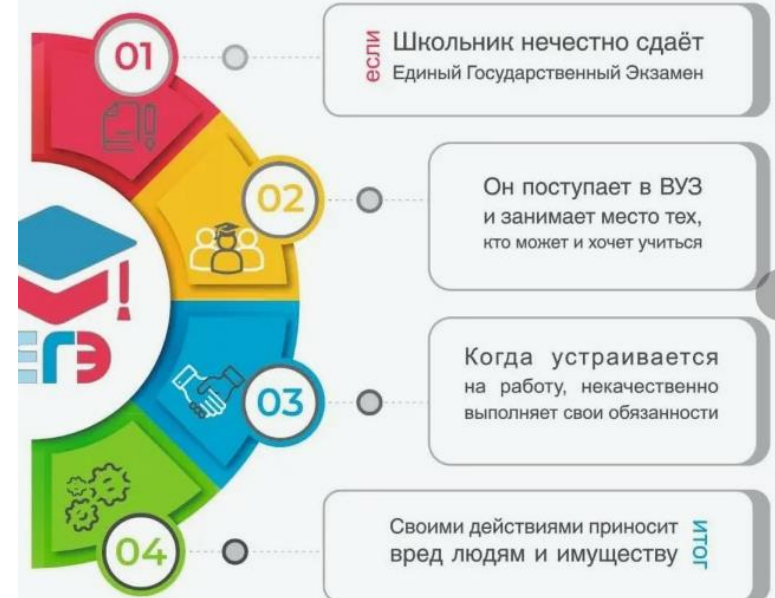 01
если
Школьник нечестно сдаёт
Единый Государственный Экзамен
02
Он поступает в ВУЗ
и занимает место тех,
кто может и хочет учиться
ЕГЭ
03
Когда устраивается
на работу, некачественно
выполняет свои обязанности
04
Своими действиями приносит
вред людям и имуществу
итог